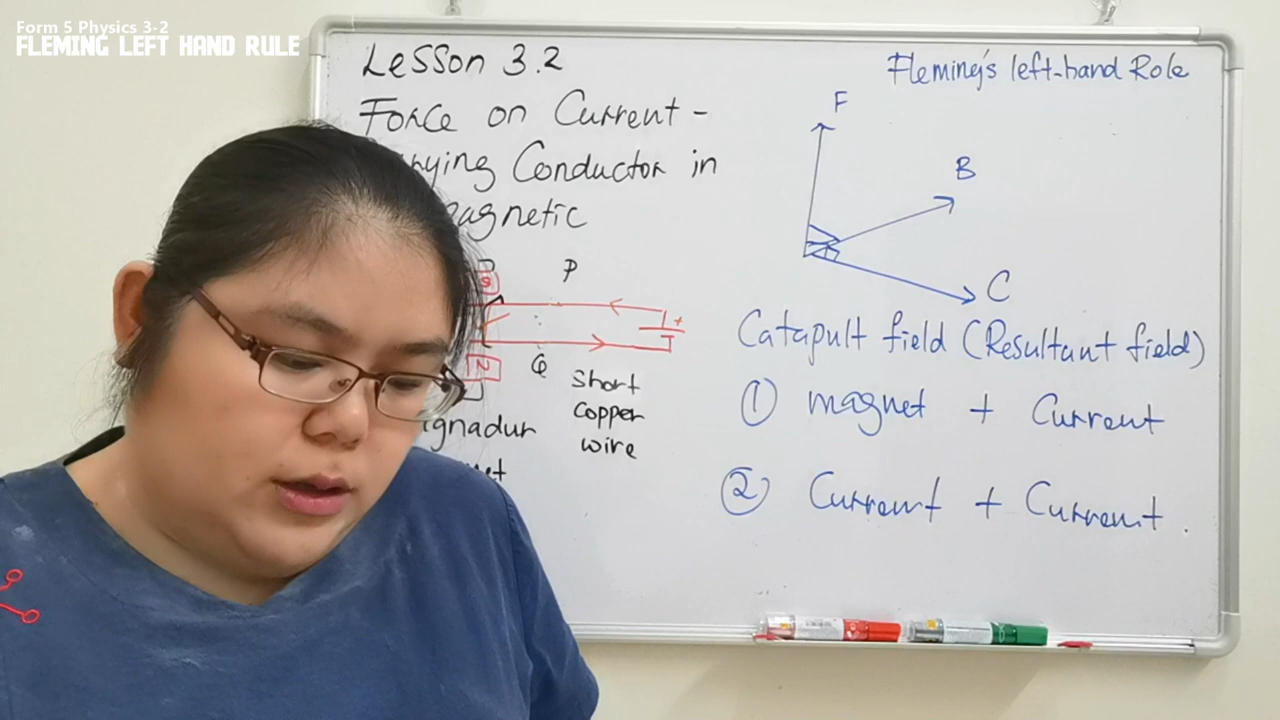 Form 5 Physics 3-2
FLEMING LEFT HAND RULE
Lesson 3.2
Force on Current -
Conductor in
Fleming's left-hand Role
F
B
C
P
+
N
Q
Short
Copper
wire
Catapult field (Resultant field)
① magnet + Current
② Current + Current.